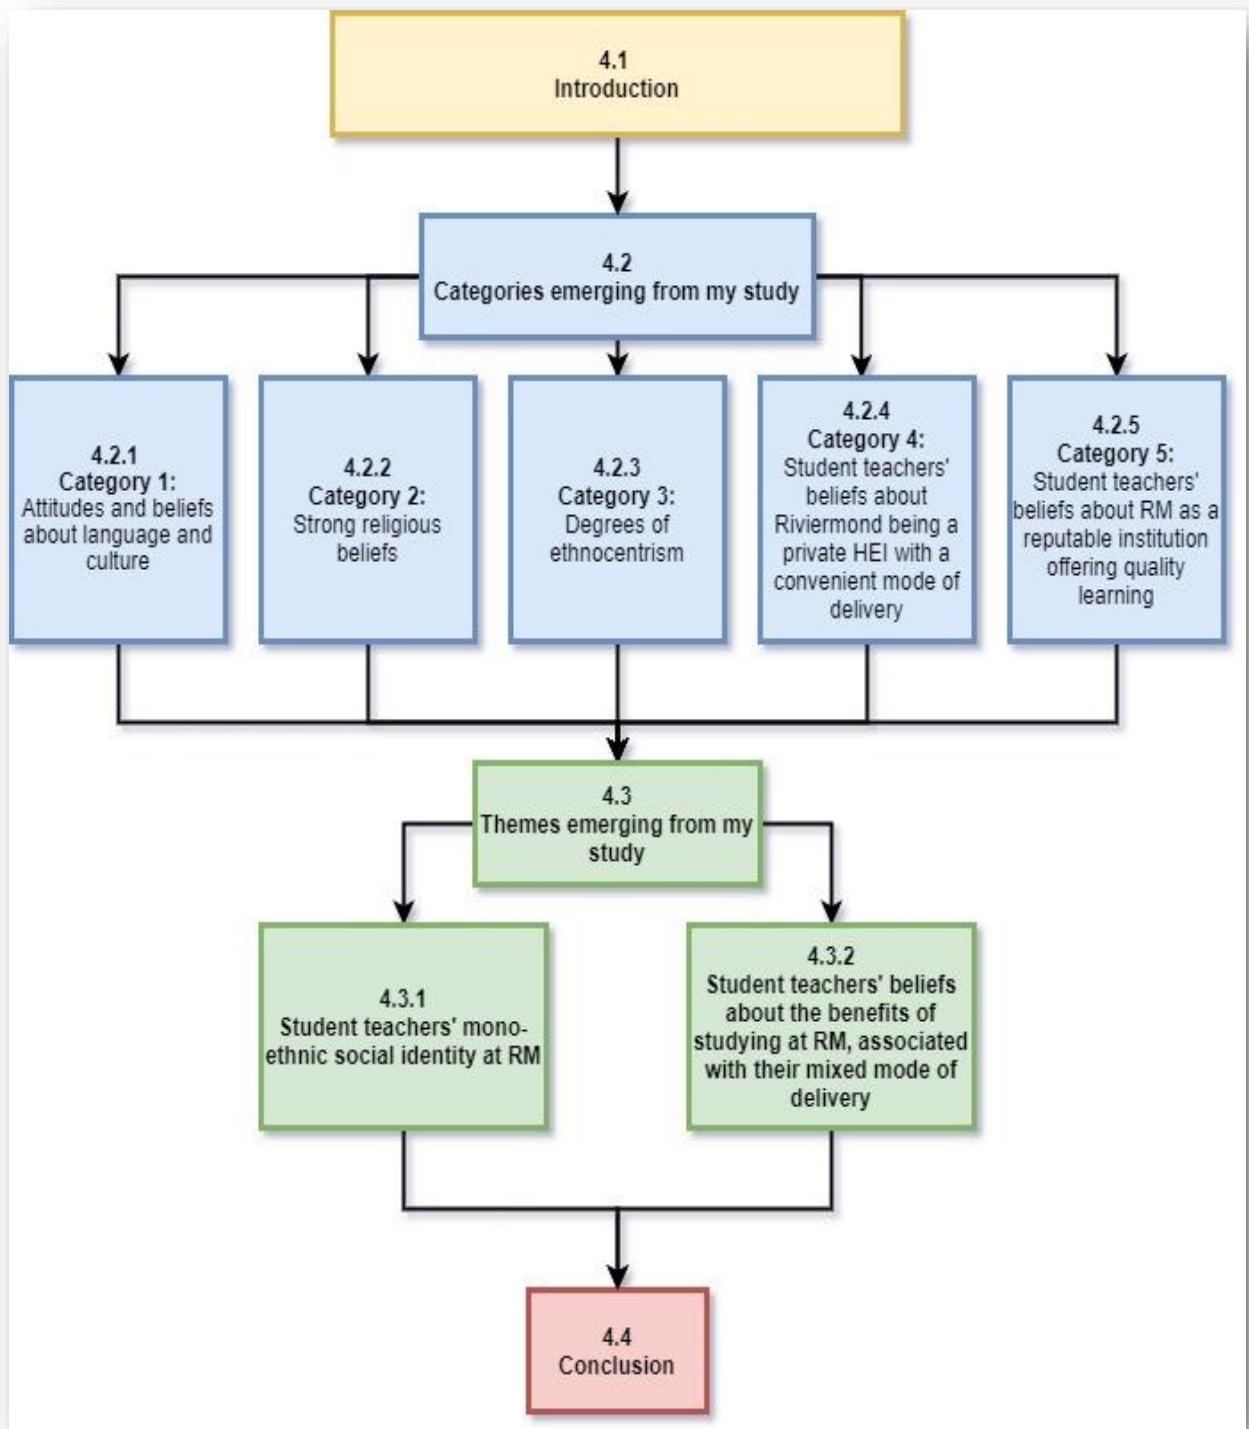 4.1
Introduction
4.2
Categories emerging from my study
4.2.1
Category 1:
Attitudes and beliefs
about language and
culture
4.2.2
Category 2:
Strong religious
beliefs
4.2.3
Category 3:
Degrees of
ethnocentrism
4.2.4
Category 4:
Student teachers'
beliefs about
Riviermond being a
private HEI with a
convenient mode of
delivery
4.2.5
Category 5:
Student teachers'
beliefs about RM as a
reputable institution
offering quality
learning
4.3
Themes emerging from my
study
4.3.1
Student teachers' mono-
ethnic social identity at RM
4.3.2
Student teachers' beliefs
about the benefits of
studying at RM, associated
with their mixed mode of
delivery
4.4
Conclusion